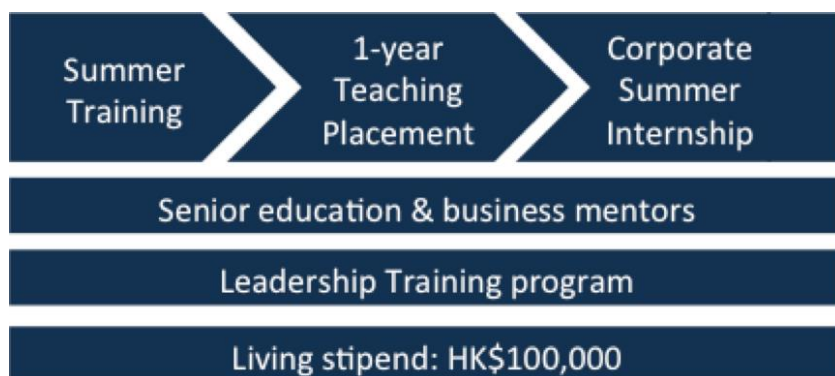 Summer
Training
1-year
Teaching
Placement
Corporate
Summer
Internship
Senior education & business mentors
Leadership Training program
Living stipend: HK$100,000